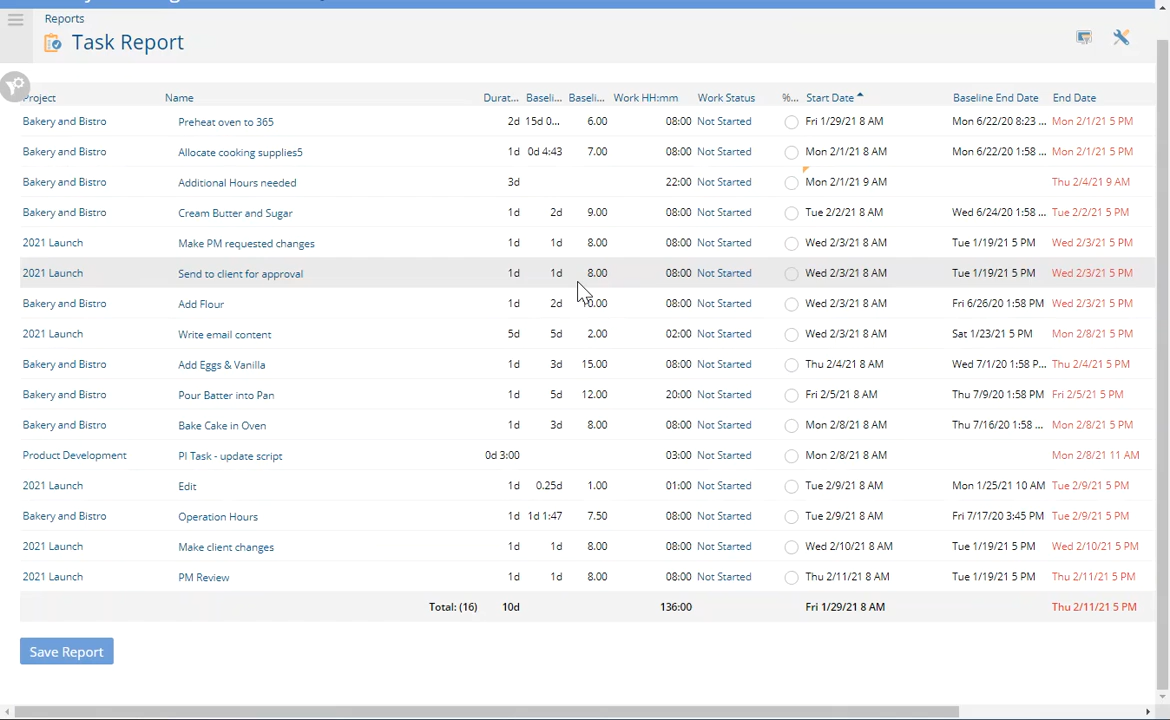 Reports
Task Report
Project Name Durat... Baseli... Baseli... Work HH:mm Work Status %... Start Date Baseline End Date End Date
Bakery and Bistro Preheat oven to 365 2d 15d 0... 6.00 08:00 Not Started Fri 1/29/21 8 AM Mon 6/22/20 8:23 ... Mon 2/1/21 5 PM
Bakery and Bistro Allocate cooking supplies5 1d 0d 4:43 7.00 08:00 Not Started Mon 2/1/21 8 AM Mon 6/22/20 1:58 ... Mon 2/1/21 5 PM
Bakery and Bistro Additional Hours needed 3d 22:00 Not Started Mon 2/1/21 9 AM Thu 2/4/21 9 AM
Bakery and Bistro Cream Butter and Sugar 1d 2d 9.00 08:00 Not Started Tue 2/2/21 8 AM Wed 6/24/20 1:58 ... Tue 2/2/21 5 PM
2021 Launch Make PM requested changes 1d 1d 8.00 08:00 Not Started Wed 2/3/21 8 AM Tue 1/19/21 5 PM Wed 2/3/21 5 PM
2021 Launch Send to client for approval 1d 1d 8.00 08:00 Not Started Wed 2/3/21 8 AM Tue 1/19/21 5 PM Wed 2/3/21 5 PM
Bakery and Bistro Add Flour 1d 2d 10.00 08:00 Not Started Wed 2/3/21 8 AM Fri 6/26/20 1:58 PM Wed 2/3/21 5 PM
2021 Launch Write email content 5d 5d 2.00 02:00 Not Started Wed 2/3/21 8 AM Sat 1/23/21 5 PM Mon 2/8/21 5 PM
Bakery and Bistro Add Eggs & Vanilla 1d 3d 15.00 08:00 Not Started Thu 2/4/21 8 AM Wed 7/1/20 1:58 P... Thu 2/4/21 5 PM
Bakery and Bistro Pour Batter into Pan 1d 5d 12.00 20:00 Not Started Fri 2/5/21 8 AM Thu 7/9/20 1:58 PM Fri 2/5/21 5 PM
Bakery and Bistro Bake Cake in Oven 1d 3d 8.00 08:00 Not Started Mon 2/8/21 8 AM Thu 7/16/20 1:58 ... Mon 2/8/21 5 PM
Product Development PI Task - update script 0d 3:00 03:00 Not Started Mon 2/8/21 8 AM Mon 2/8/21 11 AM
2021 Launch Edit 1d 0.25d 1.00 01:00 Not Started Tue 2/9/21 8 AM Mon 1/25/21 10 AM Tue 2/9/21 5 PM
Bakery and Bistro Operation Hours 1d 1d 1:47 7.50 08:00 Not Started Tue 2/9/21 8 AM Fri 7/17/20 3:45 PM Tue 2/9/21 5 PM
2021 Launch Make client changes 1d 1d 8.00 08:00 Not Started Wed 2/10/21 8 AM Tue 1/19/21 5 PM Wed 2/10/21 5 PM
2021 Launch PM Review 1d 1d 8.00 08:00 Not Started Thu 2/11/21 8 AM Tue 1/19/21 5 PM Thu 2/11/21 5 PM
Total: (16) 10d 136:00 Fri 1/29/21 8 AM Thu 2/11/21 5 PM
Save Report